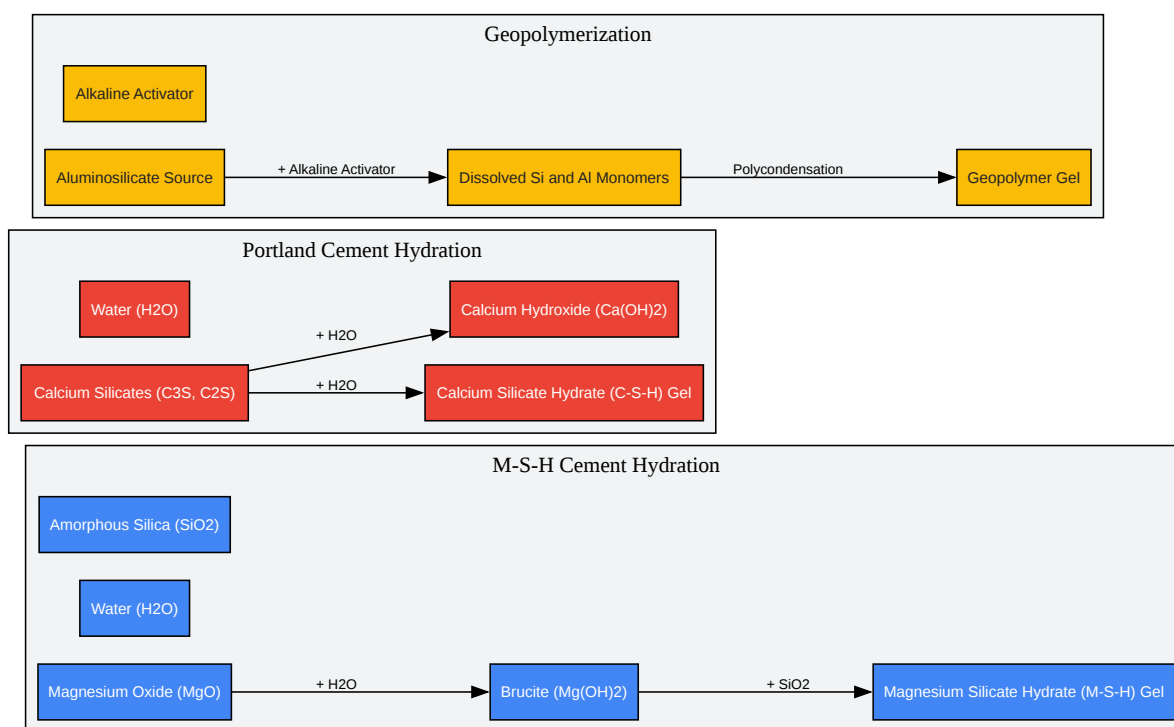 Geopolymerization
Alkaline Activator
Aluminosilicate Source
+ Alkaline Activator
Dissolved Si and Al Monomers
Polycondensation
Geopolymer Gel
Portland Cement Hydration
Water (H2O)
Calcium Hydroxide (Ca(OH)2)
+ H2O
Calcium Silicates (C3S, C2S)
+ H2O
Calcium Silicate Hydrate (C-S-H) Gel
M-S-H Cement Hydration
Amorphous Silica (SiO2)
Water (H2O)
Magnesium Oxide (MgO)
+ H2O
Brucite (Mg(OH)2)
+ SiO2
Magnesium Silicate Hydrate (M-S-H) Gel